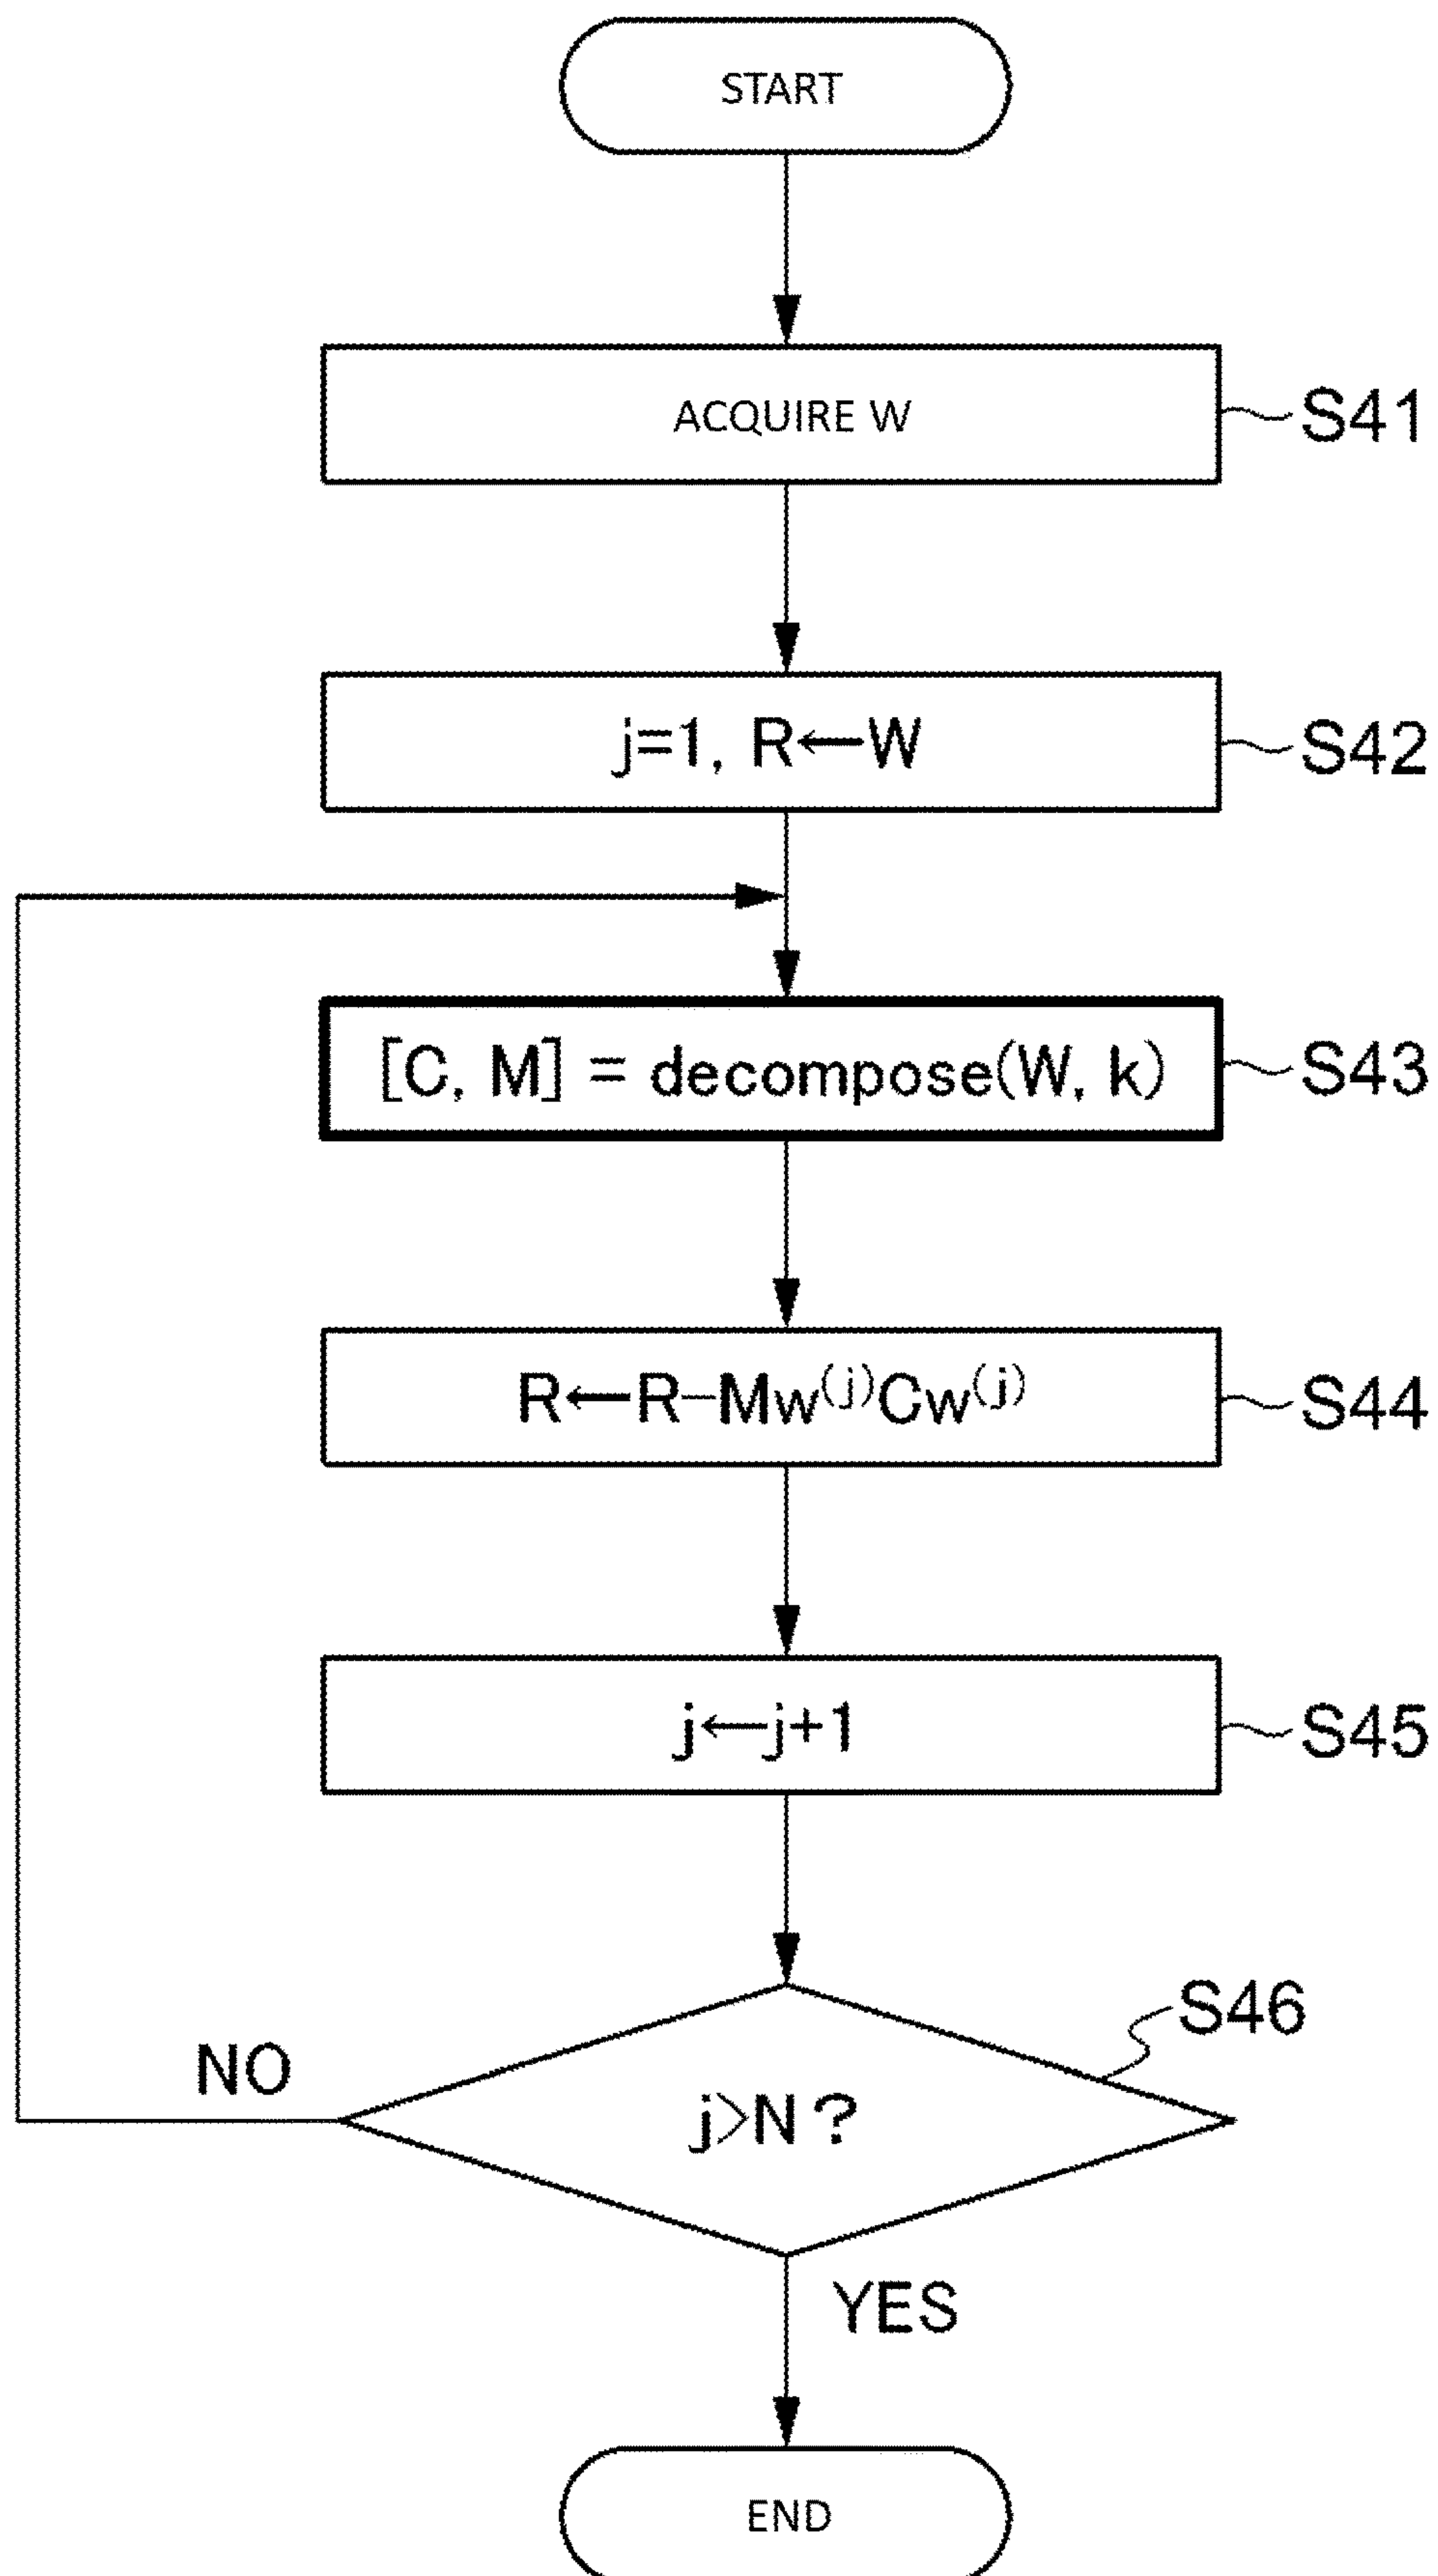 START
ACQUIRE W
S41
j=1, R←W
S42
[C, M] = decompose(W, k)
S43
R←R−Mw⁽ʲ⁾Cw⁽ʲ⁾
S44
j←j+1
S45
S46
NO
j>N?
YES
END